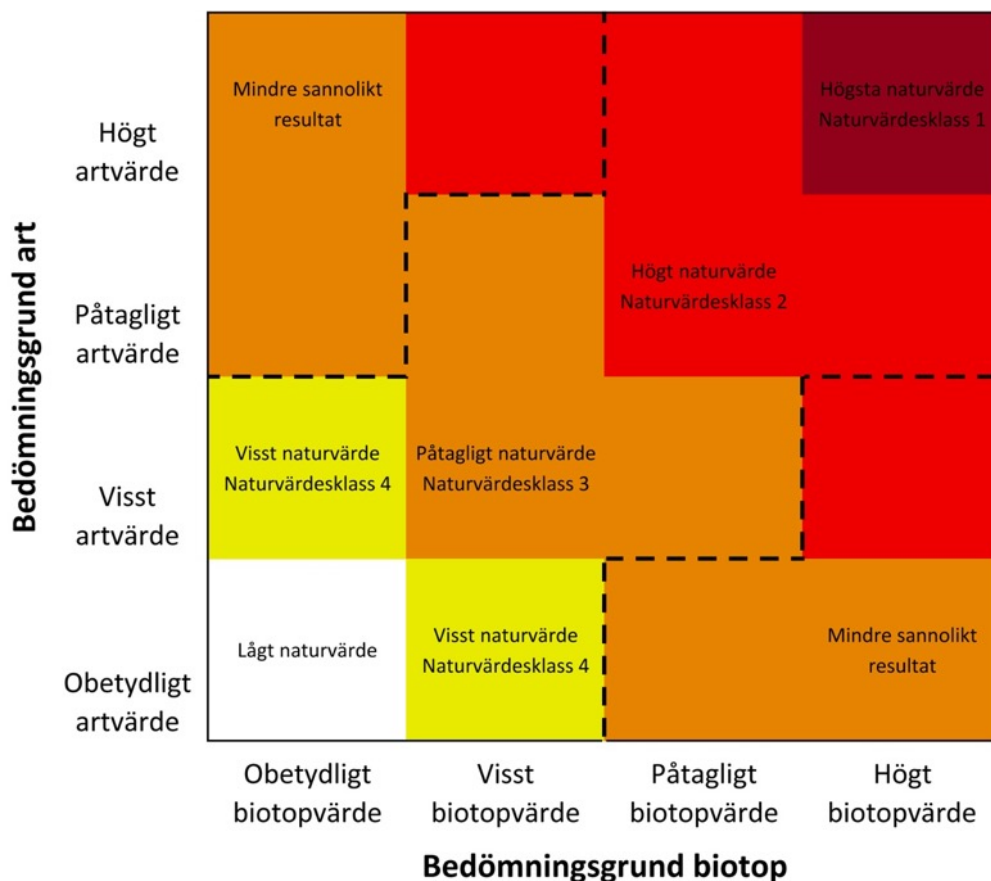 Bedömningsgrund art
Högt
artvärde
Påtagligt
artvärde
Visst
artvärde
Obetydligt
artvärde
Mindre sannolikt
resultat
Högsta naturvärde
Naturvärdesklass 1
Högt naturvärde
Naturvärdesklass 2
Visst naturvärde
Naturvärdesklass 4
Påtagligt naturvärde
Naturvärdesklass 3
Lågt naturvärde
Visst naturvärde
Naturvärdesklass 4
Mindre sannolikt
resultat
Obetydligt
biotopvärde
Visst
biotopvärde
Påtagligt
biotopvärde
Högt
biotopvärde
Bedömningsgrund biotop